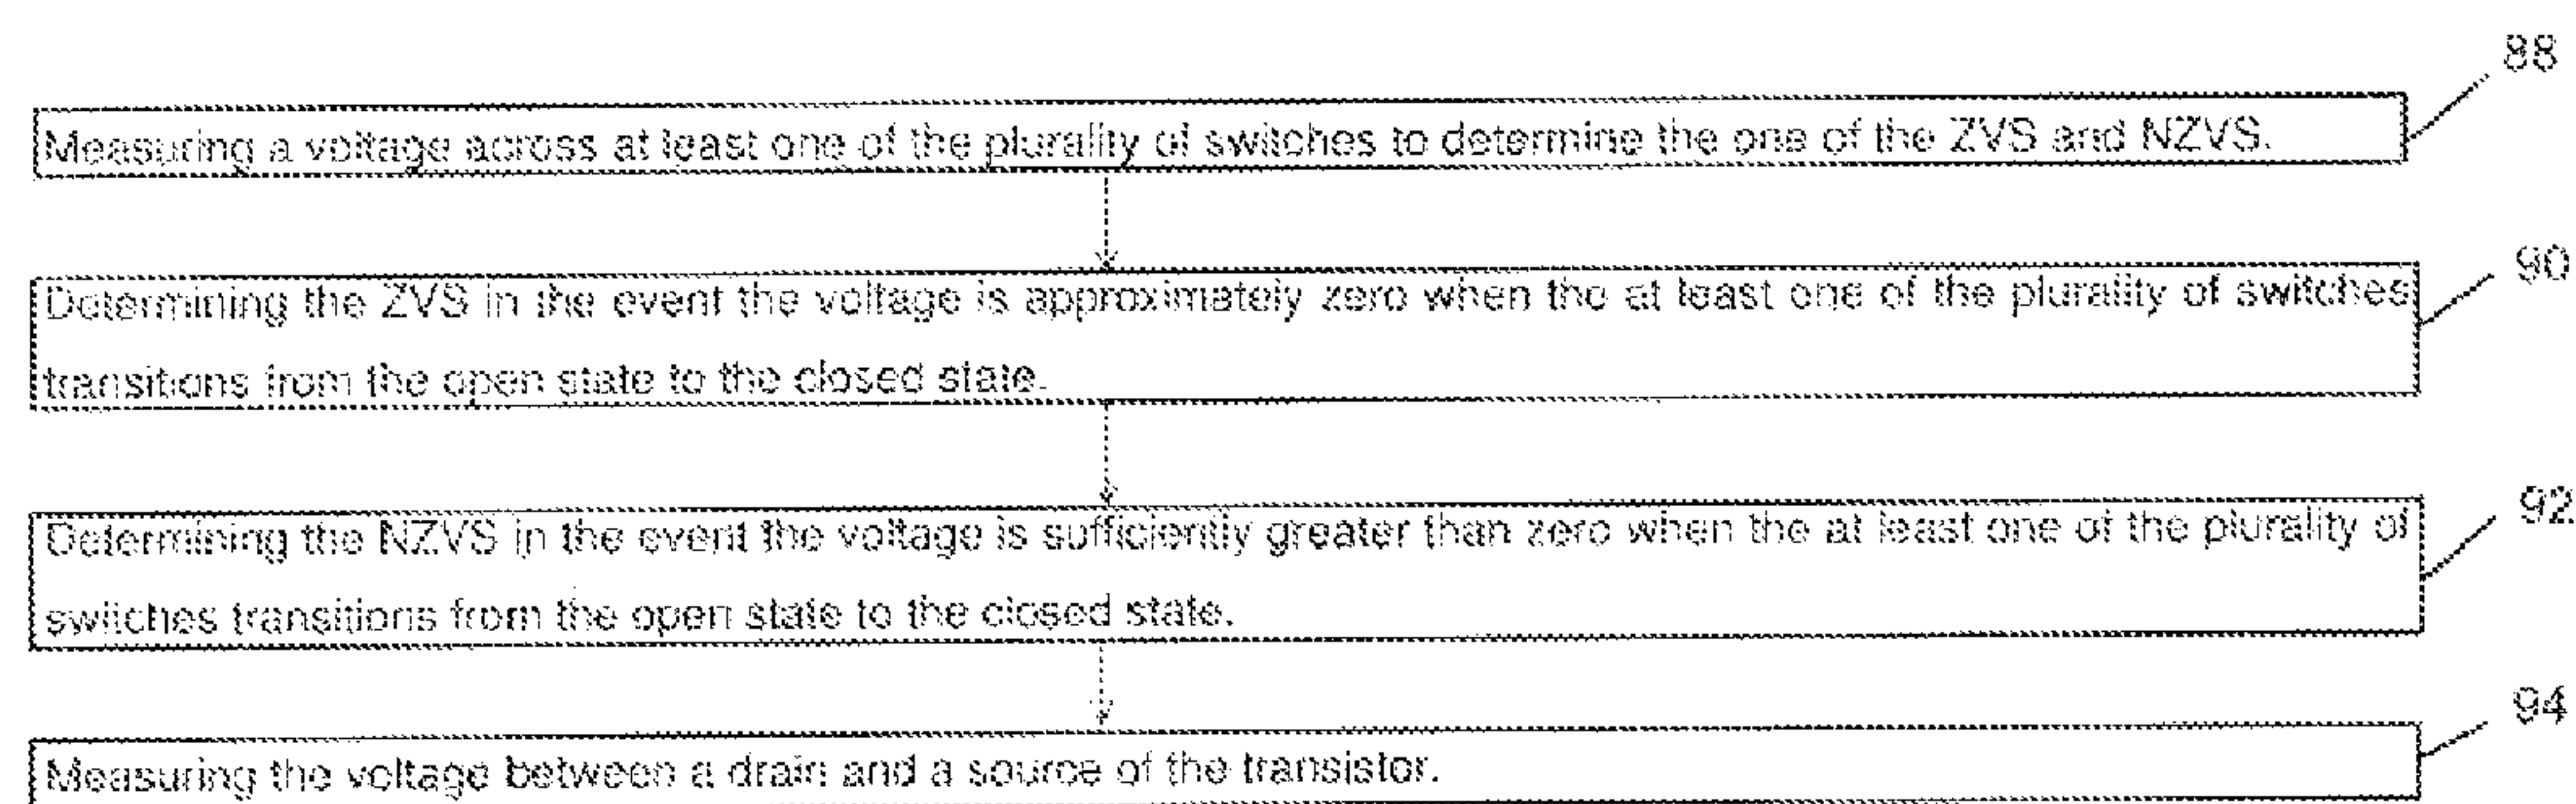 88
Measuring a voltage across at least one of the plurality of switches to determine the one of the ZVS and NZVS.
90
Determining the ZVS in the event the voltage is approximately zero when the at least one of the plurality of switches
transitions from the open state to the closed state.
92
Determining the NZVS in the event the voltage is sufficiently greater than zero when the at least one of the plurality of
switches transitions from the open state to the closed state.
94
Measuring the voltage between a drain and a source of the transistor.